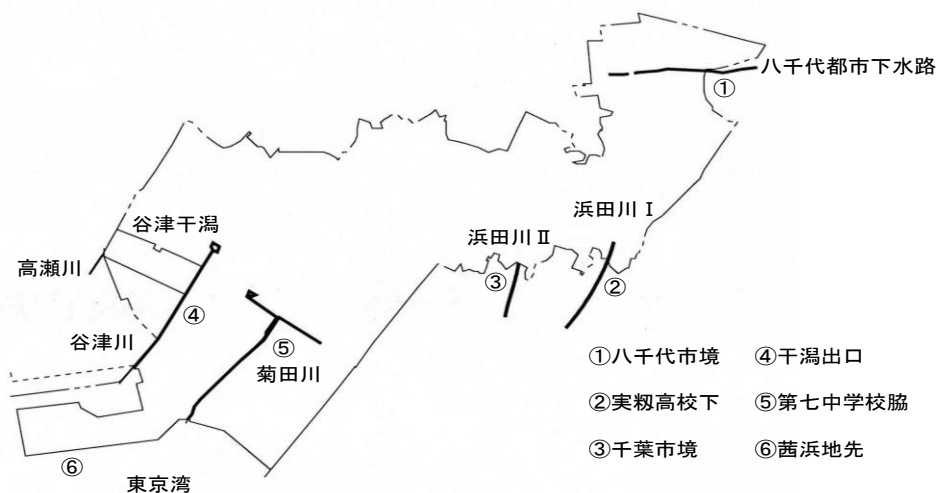 八千代都市下水路
①
浜田川Ⅰ
谷津干潟
浜田川Ⅱ
高瀬川
③
②
④
谷津川
⑤
菊田川
①八千代市境 ④干潟出口
②実籾高校下 ⑤第七中学校脇
③千葉市境 ⑥茜浜地先
⑥
東京湾